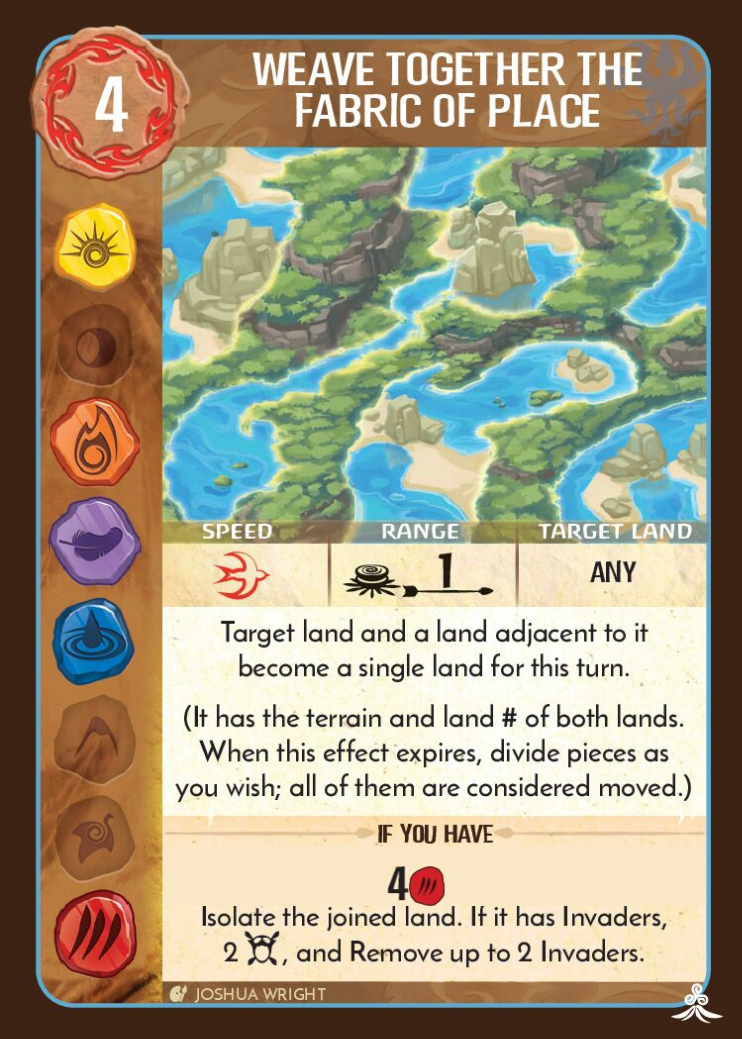 4
WEAVE TOGETHER THE
FABRIC OF PLACE
SPEED RANGE TARGET LAND
1 ANY
Target land and a land adjacent to it
become a single land for this turn.
(It has the terrain and land # of both lands.
When this effect expires, divide pieces as
you wish; all of them are considered moved.)
IF YOU HAVE
4
Isolate the joined land. If it has Invaders,
2 , and Remove up to 2 Invaders.
JOSHUA WRIGHT